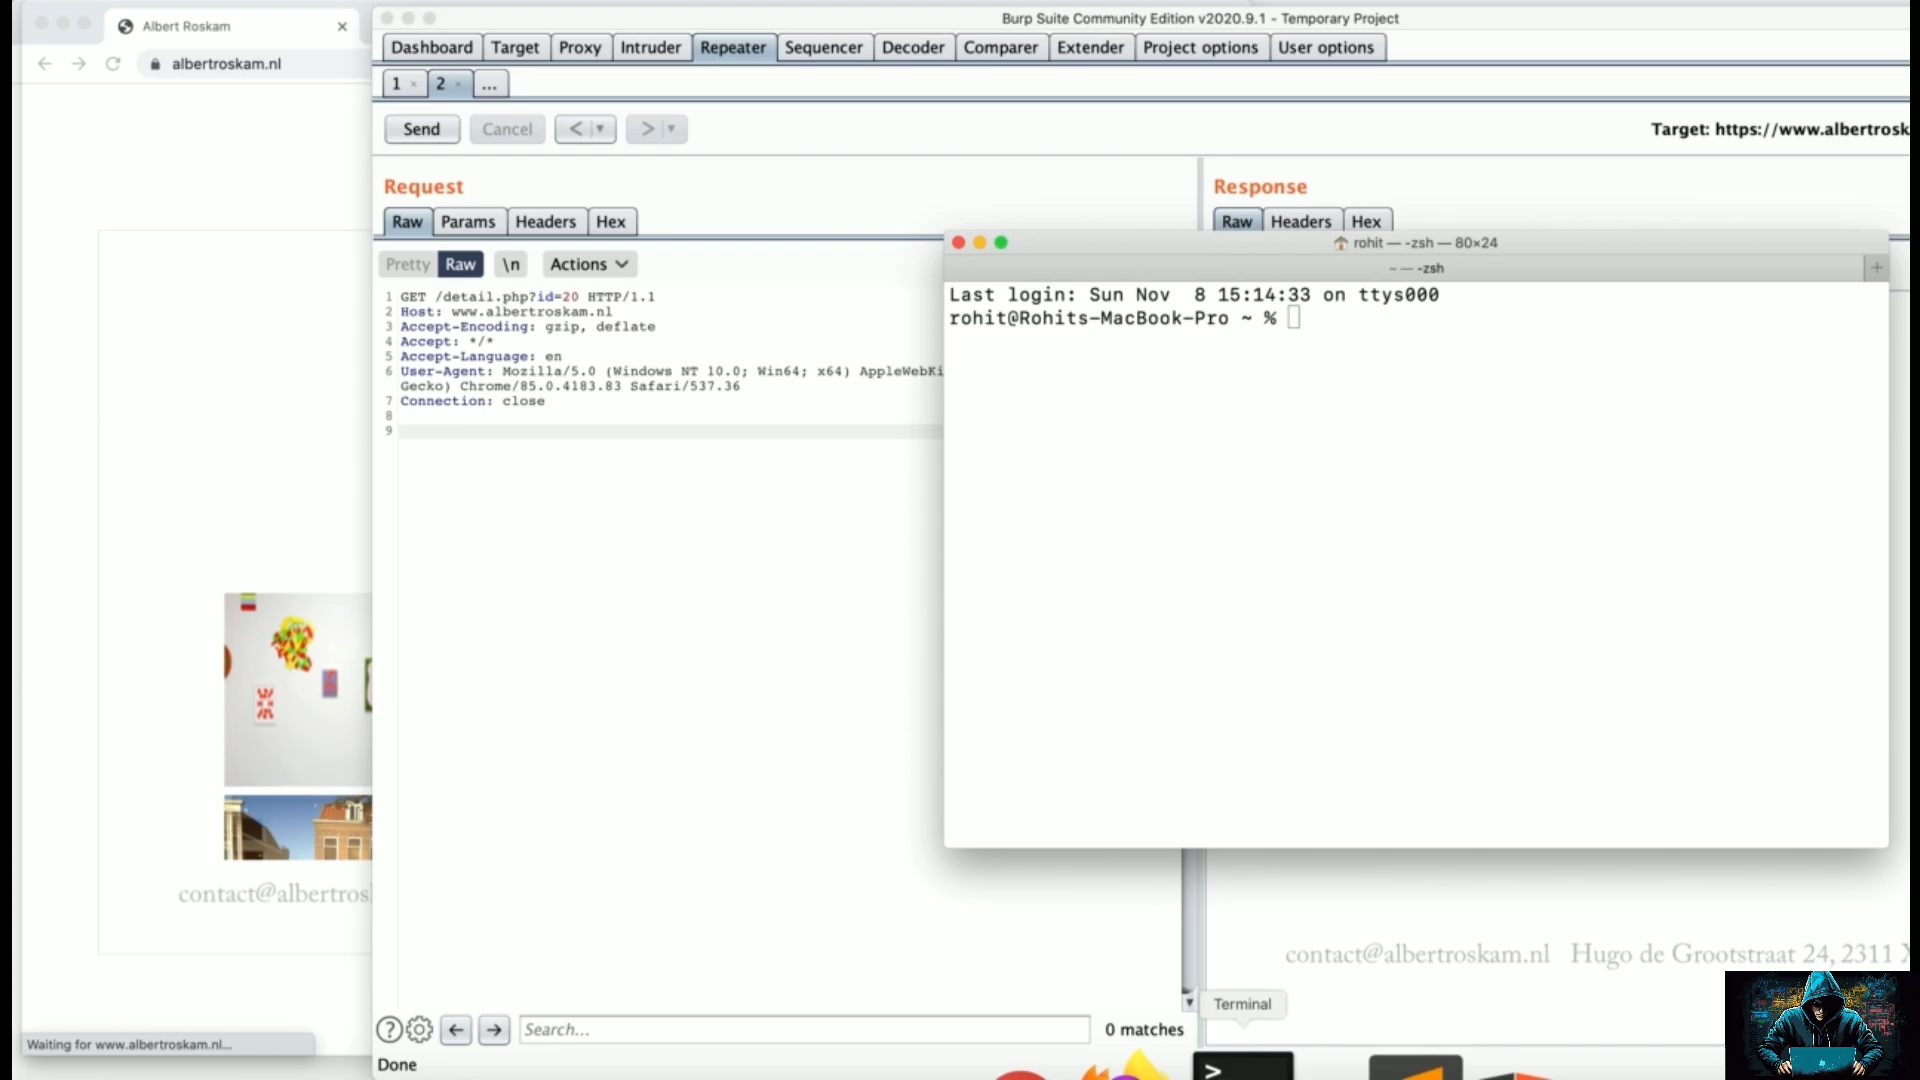 Albert Roskam
albertroskam.nl
contact@albertros
Waiting for www.albertroskam.nl...
Burp Suite Community Edition v2020.9.1 - Temporary Project
Dashboard Target Proxy Intruder Repeater Sequencer Decoder Comparer Extender Project options User options
1 × 2 × ...
Send Cancel < >
Target: https://www.albertrosk
Request
Raw Params Headers Hex
Pretty Raw \n Actions
1 GET /detail.php?id=20 HTTP/1.1
2 Host: www.albertroskam.nl
3 Accept-Encoding: gzip, deflate
4 Accept: */*
5 Accept-Language: en
6 User-Agent: Mozilla/5.0 (Windows NT 10.0; Win64; x64) AppleWebKi
Gecko) Chrome/85.0.4183.83 Safari/537.36
7 Connection: close
8
9
Response
Raw Headers Hex
rohit — -zsh — 80×24
~ — -zsh
Last login: Sun Nov  8 15:14:33 on ttys000
rohit@Rohits-MacBook-Pro ~ %
contact@albertroskam.nl Hugo de Grootstraat 24, 2311
Terminal
? Search... 0 matches
Done